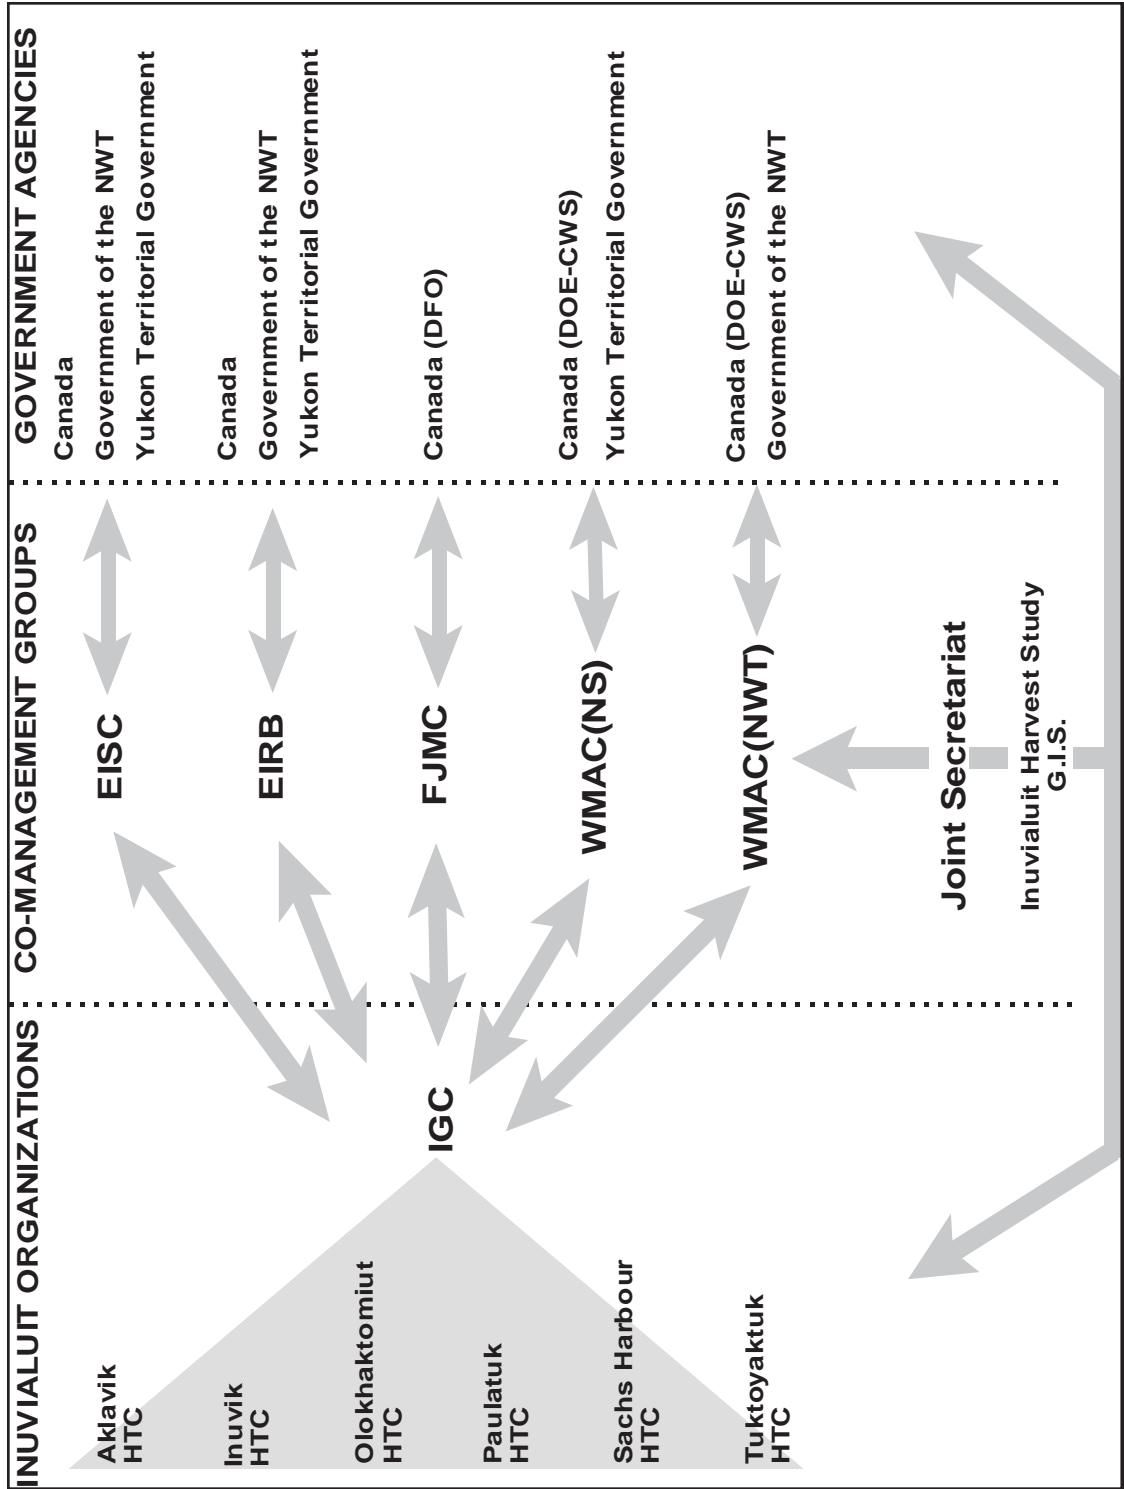 INUVIALUIT ORGANIZATIONS
Aklavik
HTC
Inuvik
HTC
Olokhaktomiut
HTC
Paulatuk
HTC
Sachs Harbour
HTC
Tuktoyaktuk
HTC
IGC
CO-MANAGEMENT GROUPS
EISC
EIRB
FJMC
WMAC(NS)
WMAC(NWT)
Joint Secretariat
Inuvialuit Harvest Study
G.I.S.
GOVERNMENT AGENCIES
Canada
Government of the NWT
Yukon Territorial Government
Canada
Government of the NWT
Yukon Territorial Government
Canada (DFO)
Canada (DOE-CWS)
Yukon Territorial Government
Canada (DOE-CWS)
Government of the NWT